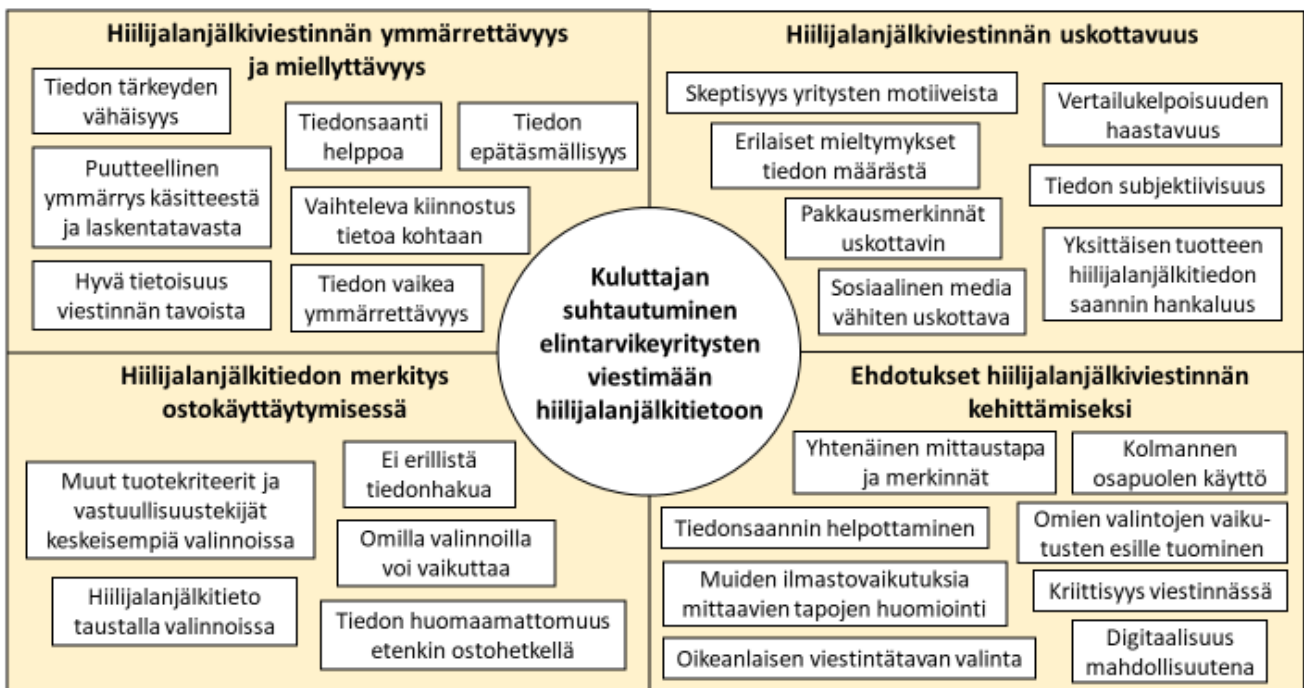 Hiilijalanjälkiviestinnän ymmärrettävyys
ja miellyttävyys
Tiedon tärkeyden
vähäisyys
Tiedonsaanti
helppoa
Tiedon
epätäsmällisyys
Puutteellinen
ymmärrys käsitteestä
ja laskentatavasta
Vaihteleva kiinnostus
tietoa kohtaan
Hyvä tietoisuus
viestinnän tavoista
Tiedon vaikea
ymmärrettävyys
Hiilijalanjälkiviestinnän uskottavuus
Skeptisyys yritysten motiiveista
Vertailukelpoisuuden
haastavuus
Erilaiset mieltymykset
tiedon määrästä
Tiedon subjektiivisuus
Pakkausmerkinnät
uskottavin
Yksittäisen tuotteen
hiilijalanjälkitiedon
saannin hankaluus
Sosiaalinen media
vähiten uskottava
Kuluttajan
suhtautuminen
elintarvikeyritysten
viestimään
hiilijalanjälkitietoon
Hiilijalanjälkitiedon merkitys
ostokäyttäytymisessä
Ei erillistä
tiedonhakua
Muut tuotekriteerit ja
vastuullisuustekijät
keskeisempiä valinnoissa
Omilla valinnoilla
voi vaikuttaa
Hiilijalanjälkitieto
taustalla valinnoissa
Tiedon huomaamattomuus
etenkin ostohetkellä
Ehdotukset hiilijalanjälkiviestinnän
kehittämiseksi
Yhtenäinen mittaustapa
ja merkinnät
Kolmannen
osapuolen käyttö
Tiedonsaannin helpottaminen
Omien valintojen vaiku-
tusten esille tuominen
Muiden ilmastovaikutuksia
mittaavien tapojen huomiointi
Kriittisyys viestinnässä
Oikeanlaisen viestintätavan valinta
Digitaalisuus
mahdollisuutena